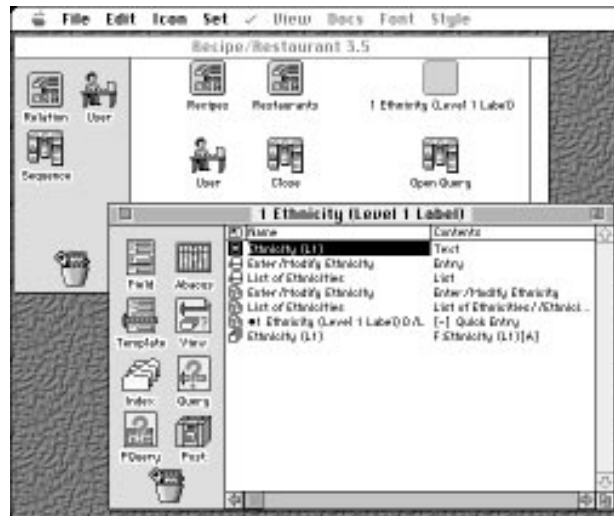 File Edit Icon Set ✓ View Docs Font Style
Recipe/Restaurant 3.5
Relation User
Sequence
Recipes Restaurants 1 Ethnicity (Level 1 Label)
User Close Open Query
1 Ethnicity (Level 1 Label)
Name Contents
Ethnicity (L1) Text
Enter/Modify Ethnicity Entry
List of Ethnicities List
Enter/Modify Ethnicity Enter/Modify Ethnicity
List of Ethnicities List of Ethnicities//Ethnici...
1 Ethnicity (Level 1 Label) [-] Quick Entry
Ethnicity (L1) F:Ethnicity (L1)[A]
Field Abacus
Template View
Index Query
PQuery Post